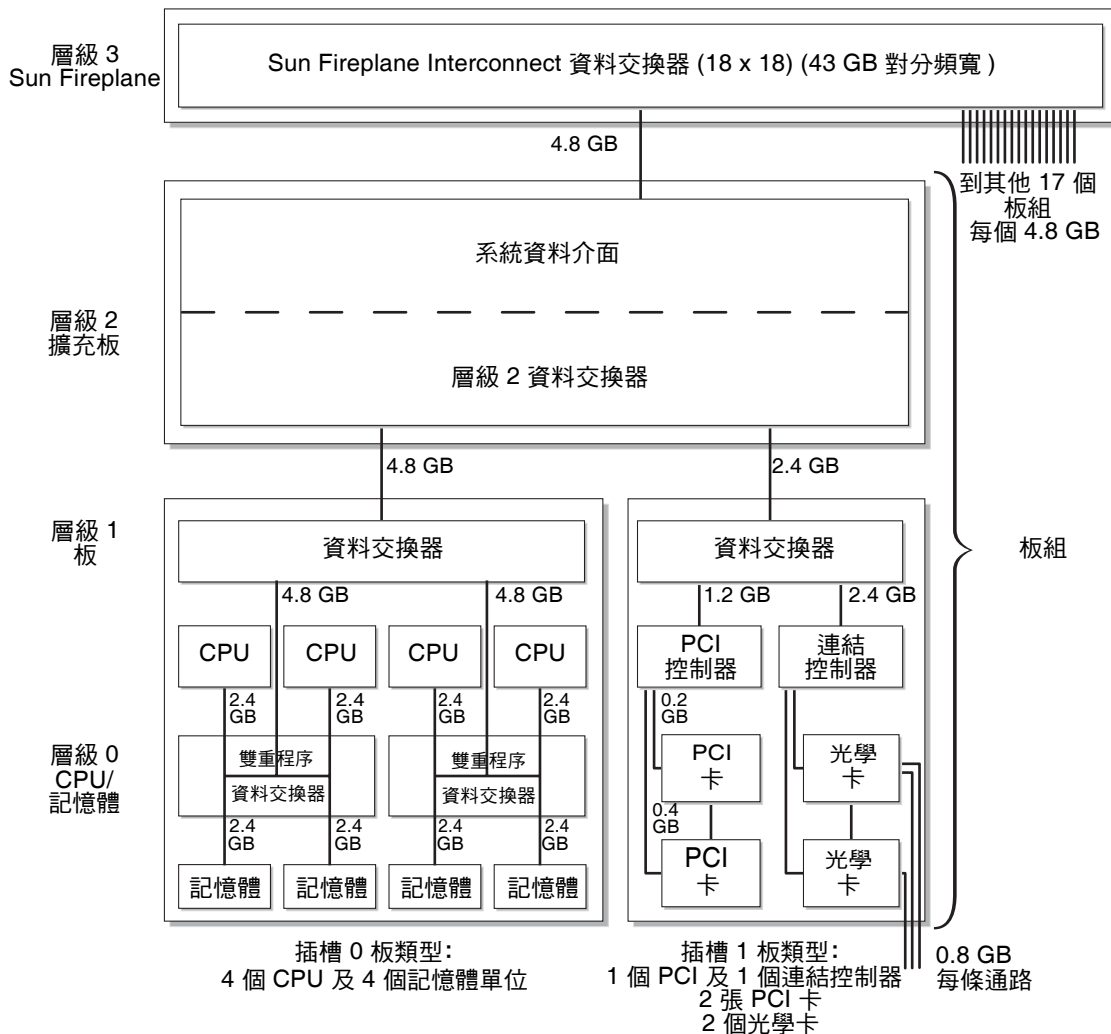 層級 3
Sun Fireplane
Sun Fireplane Interconnect 資料交換器 (18 x 18) (43 GB 對分頻寬 )
4.8 GB
到其他 17 個
板組
每個 4.8 GB
系統資料介面
層級 2
擴充板
層級 2 資料交換器
4.8 GB
2.4 GB
層級 1
板
資料交換器
資料交換器
板組
4.8 GB
4.8 GB
1.2 GB
2.4 GB
CPU
CPU
CPU
CPU
PCI
控制器
連結
控制器
2.4
GB
2.4
GB
2.4
GB
2.4
GB
0.2
GB
層級 0
CPU/
記憶體
雙重程序
資料交換器
雙重程序
資料交換器
PCI
卡
光學
卡
2.4
GB
2.4
GB
2.4
GB
2.4
GB
0.4
GB
記憶體
記憶體
記憶體
記憶體
PCI
卡
光學
卡
插槽 0 板類型：
4 個 CPU 及 4 個記憶體單位
插槽 1 板類型：
1 個 PCI 及 1 個連結控制器
2 張 PCI 卡
2 個光學卡
0.8 GB
每條通路